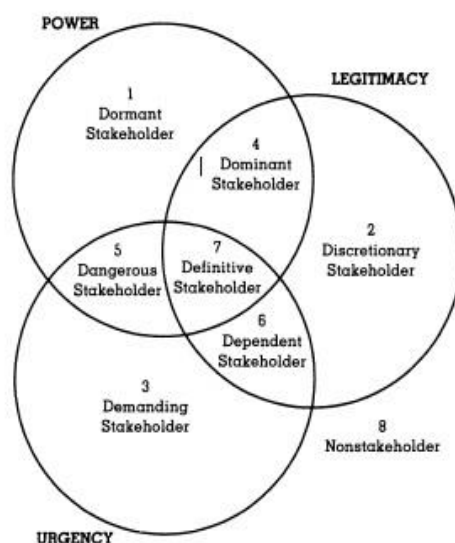 POWER
LEGITIMACY
1
Dormant
Stakeholder
4
Dominant
Stakeholder
2
Discretionary
Stakeholder
5
Dangerous
Stakeholder
7
Definitive
Stakeholder
6
Dependent
Stakeholder
3
Demanding
Stakeholder
8
Nonstakeholder
URGENCY